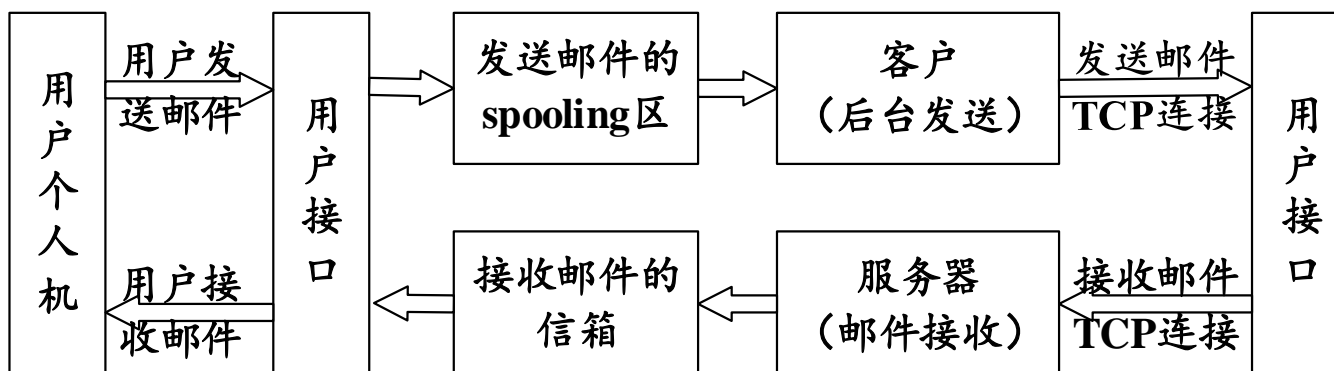 用户个人机
用户发
送邮件
用户接口
发送邮件的
spooling区
客户
（后台发送）
发送邮件
TCP连接
用户接口
用户接
收邮件
接收邮件的
信箱
服务器
（邮件接收）
接收邮件
TCP连接